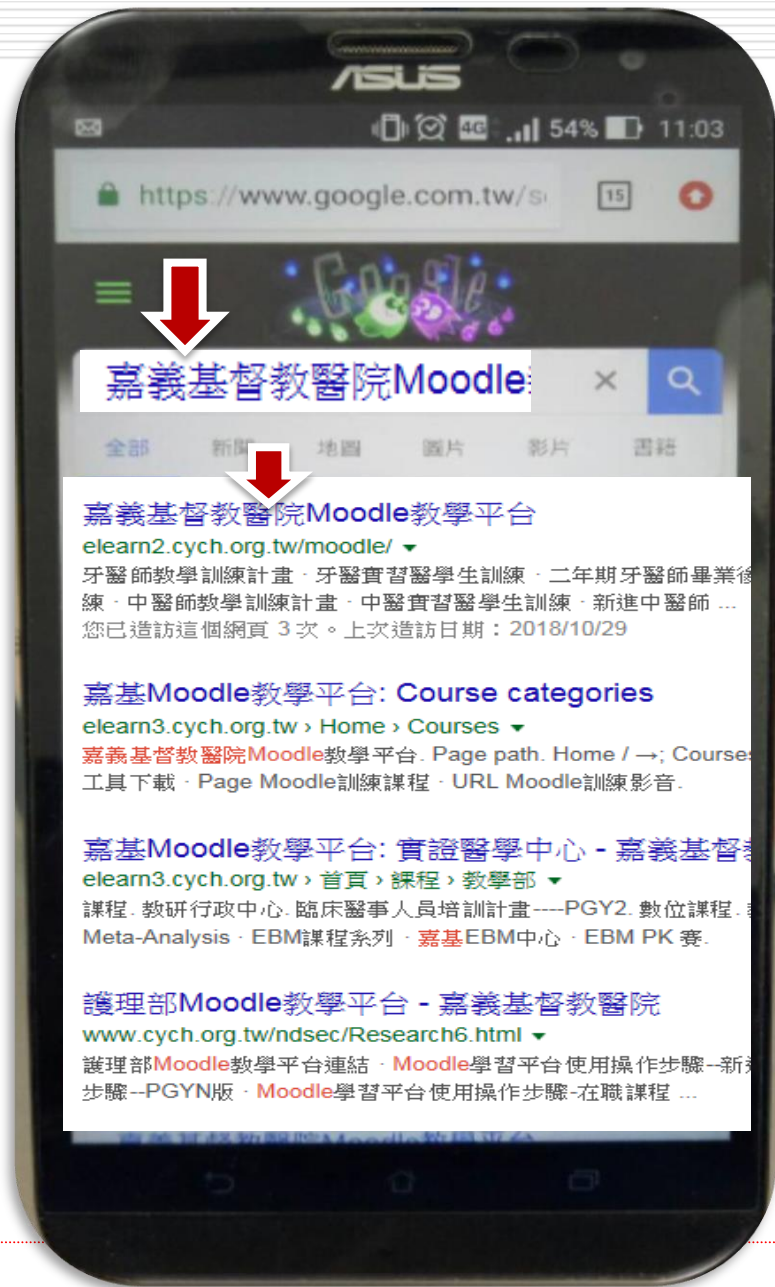 ASUS
4G 54% 11:03
https://www.google.com.tw/s
15
Google
嘉義基督教醫院Moodle
全部 新聞 地圖 圖片 影片 書籍
嘉義基督教醫院Moodle教學平台
elearn2.cych.org.tw/moodle/
牙醫師教學訓練計畫 · 牙醫實習醫學生訓練 · 二年期牙醫師畢業後
練 · 中醫師教學訓練計畫 · 中醫實習醫學生訓練 · 新進中醫師 ...
您已造訪這個網頁 3 次。上次造訪日期：2018/10/29
嘉基Moodle教學平台: Course categories
elearn3.cych.org.tw › Home › Courses
嘉義基督教醫院Moodle教學平台. Page path. Home / →; Courses
工具下載 · Page Moodle訓練課程 · URL Moodle訓練影音.
嘉基Moodle教學平台: 實證醫學中心 - 嘉義基督
elearn3.cych.org.tw › 首頁 › 課程 › 教學部
課程. 教研行政中心. 臨床醫事人員培訓計畫----PGY2. 數位課程.
Meta-Analysis · EBM課程系列 · 嘉基EBM中心 · EBM PK 賽.
護理部Moodle教學平台 - 嘉義基督教醫院
www.cych.org.tw/ndsec/Research6.html
護理部Moodle教學平台連結 · Moodle學習平台使用操作步驟--新
步驟--PGYN版 · Moodle學習平台使用操作步驟-在職課程 ...
嘉義基督教醫院Moodle教學平台